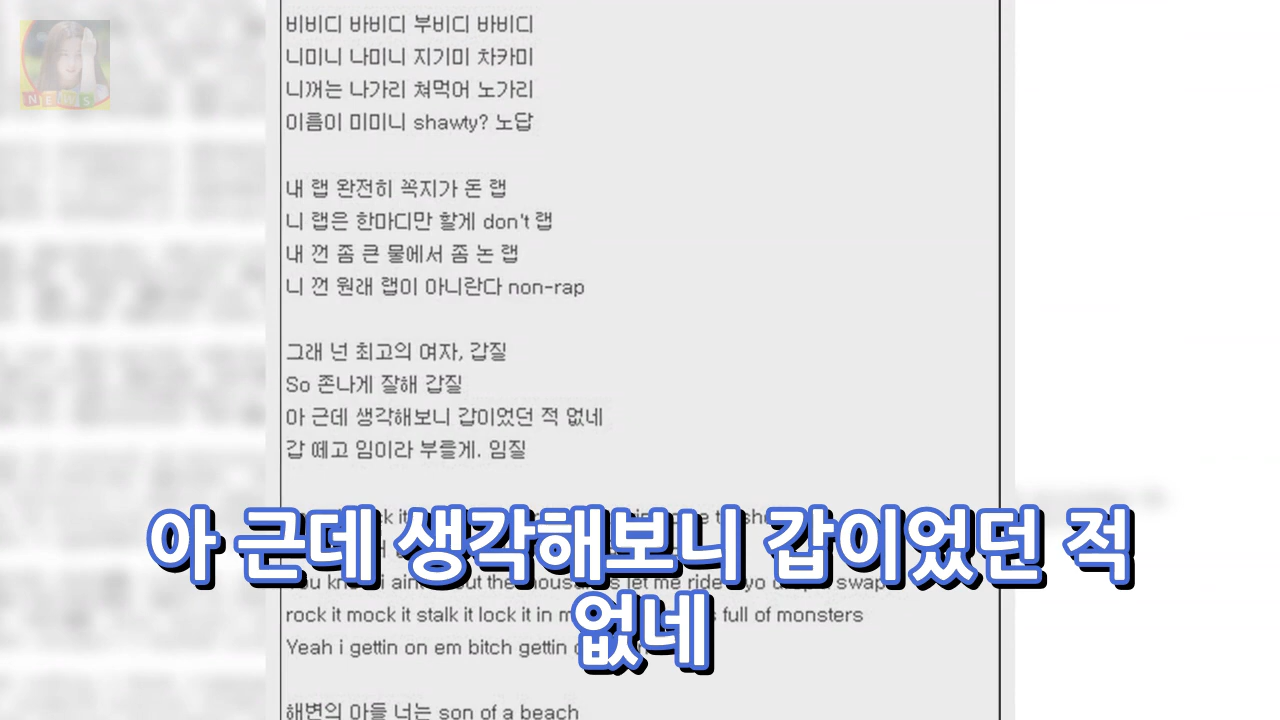 NEWS
비비디 바비디 부비디 바비디
니미니 나미니 지기미 차카미
니꺼는 나가리 쳐먹어 노가리
이름이 미미니 shawty? 노답
내 랩 완전히 꼭지가 돈 랩
니 랩은 한마디만 할게 don't 랩
내 껀 좀 큰 물에서 좀 논 랩
니 껀 원래 랩이 아니란다 non-rap
그래 넌 최고의 여자, 갑질
So 존나게 잘해 갑질
아 근데 생각해보니 갑이었던 적 없네
갑 떼고 임이라 부를게. 임질
아 근데 생각해보니 갑이었던 적
없네
let me ride swap
rock it mock it stalk it lock it in full of monsters
Yeah i gettin on em bitch gettin
해변의 아들 너는 son of a beach